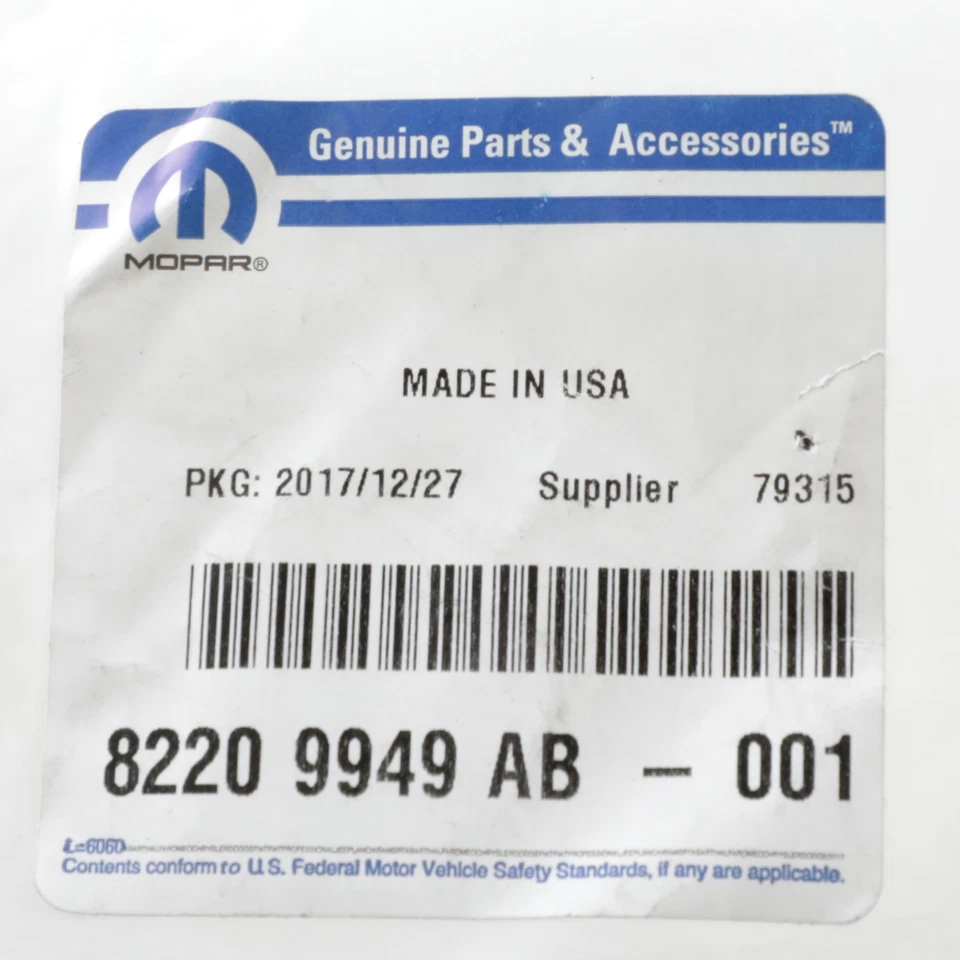 Genuine Parts & Accessories™
MOPAR®
MADE IN USA
PKG: 2017/12/27 Supplier 79315
8220 9949 AB - 001
L-6060
Contents conform to U.S. Federal Motor Vehicle Safety Standards, if any are applicable.